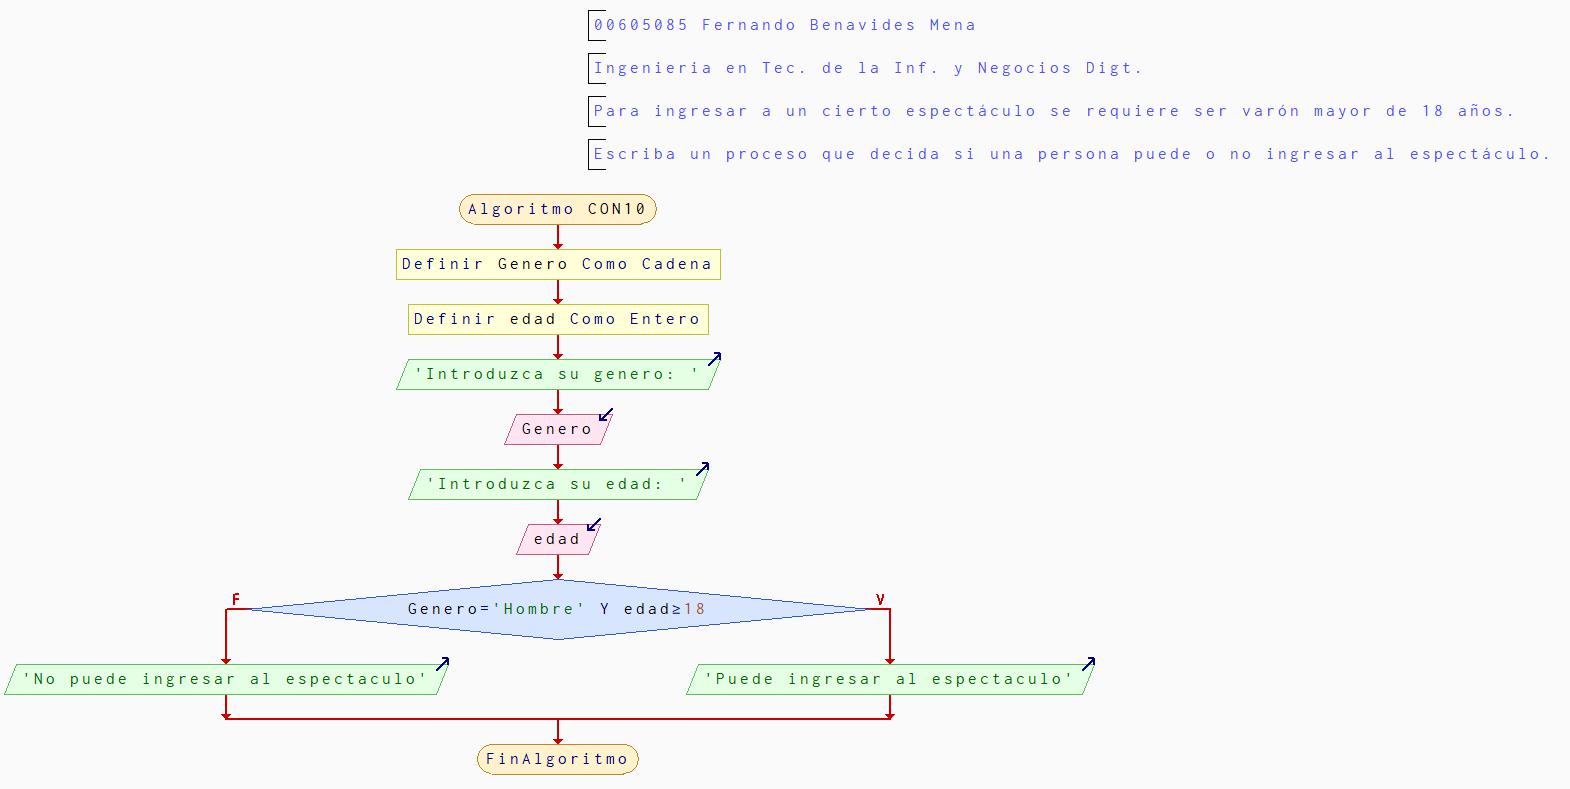 00605085 Fernando Benavides Mena
Ingenieria en Tec. de la Inf. y Negocios Digt.
Para ingresar a un cierto espectáculo se requiere ser varón mayor de 18 años.
Escriba un proceso que decida si una persona puede o no ingresar al espectáculo.
Algoritmo CON10
Definir Genero Como Cadena
Definir edad Como Entero
'Introduzca su genero: '
Genero
'Introduzca su edad: '
edad
F
V
Genero='Hombre' Y edad≥18
'No puede ingresar al espectaculo'
'Puede ingresar al espectaculo'
FinAlgoritmo